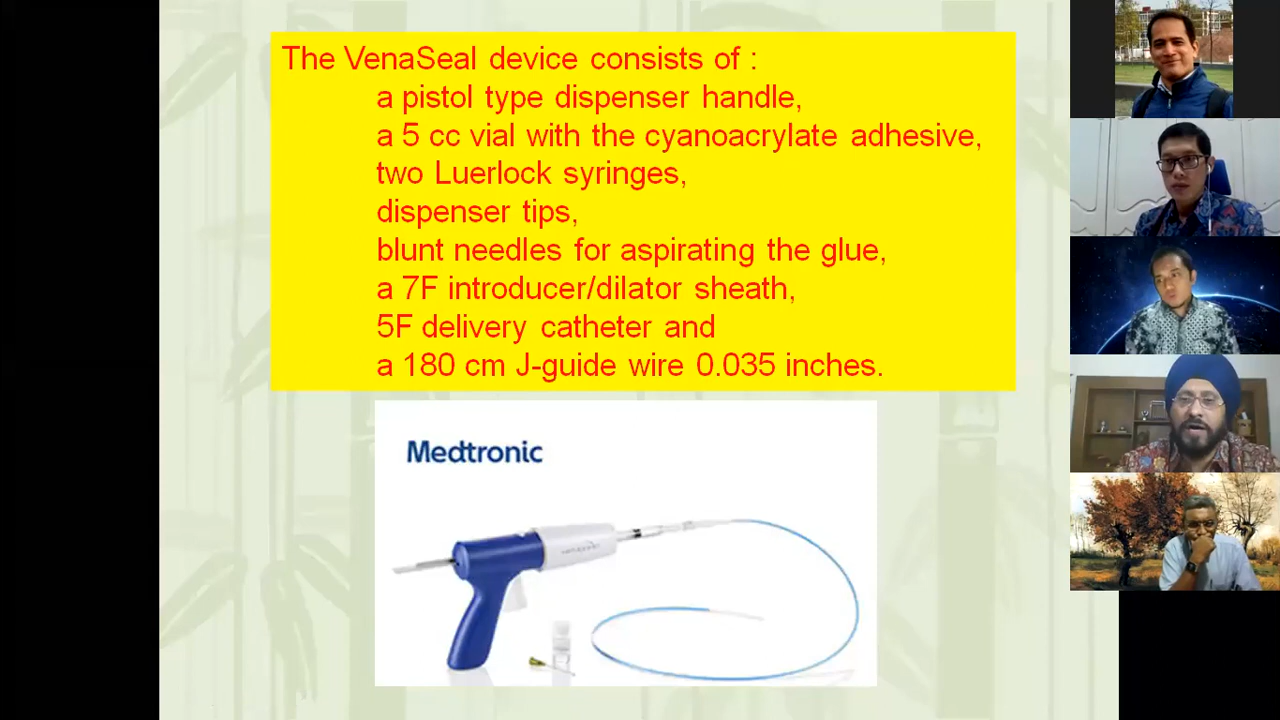 The VenaSeal device consists of :
a pistol type dispenser handle,
a 5 cc vial with the cyanoacrylate adhesive,
two Luerlock syringes,
dispenser tips,
blunt needles for aspirating the glue,
a 7F introducer/dilator sheath,
5F delivery catheter and
a 180 cm J-guide wire 0.035 inches.
Medtronic